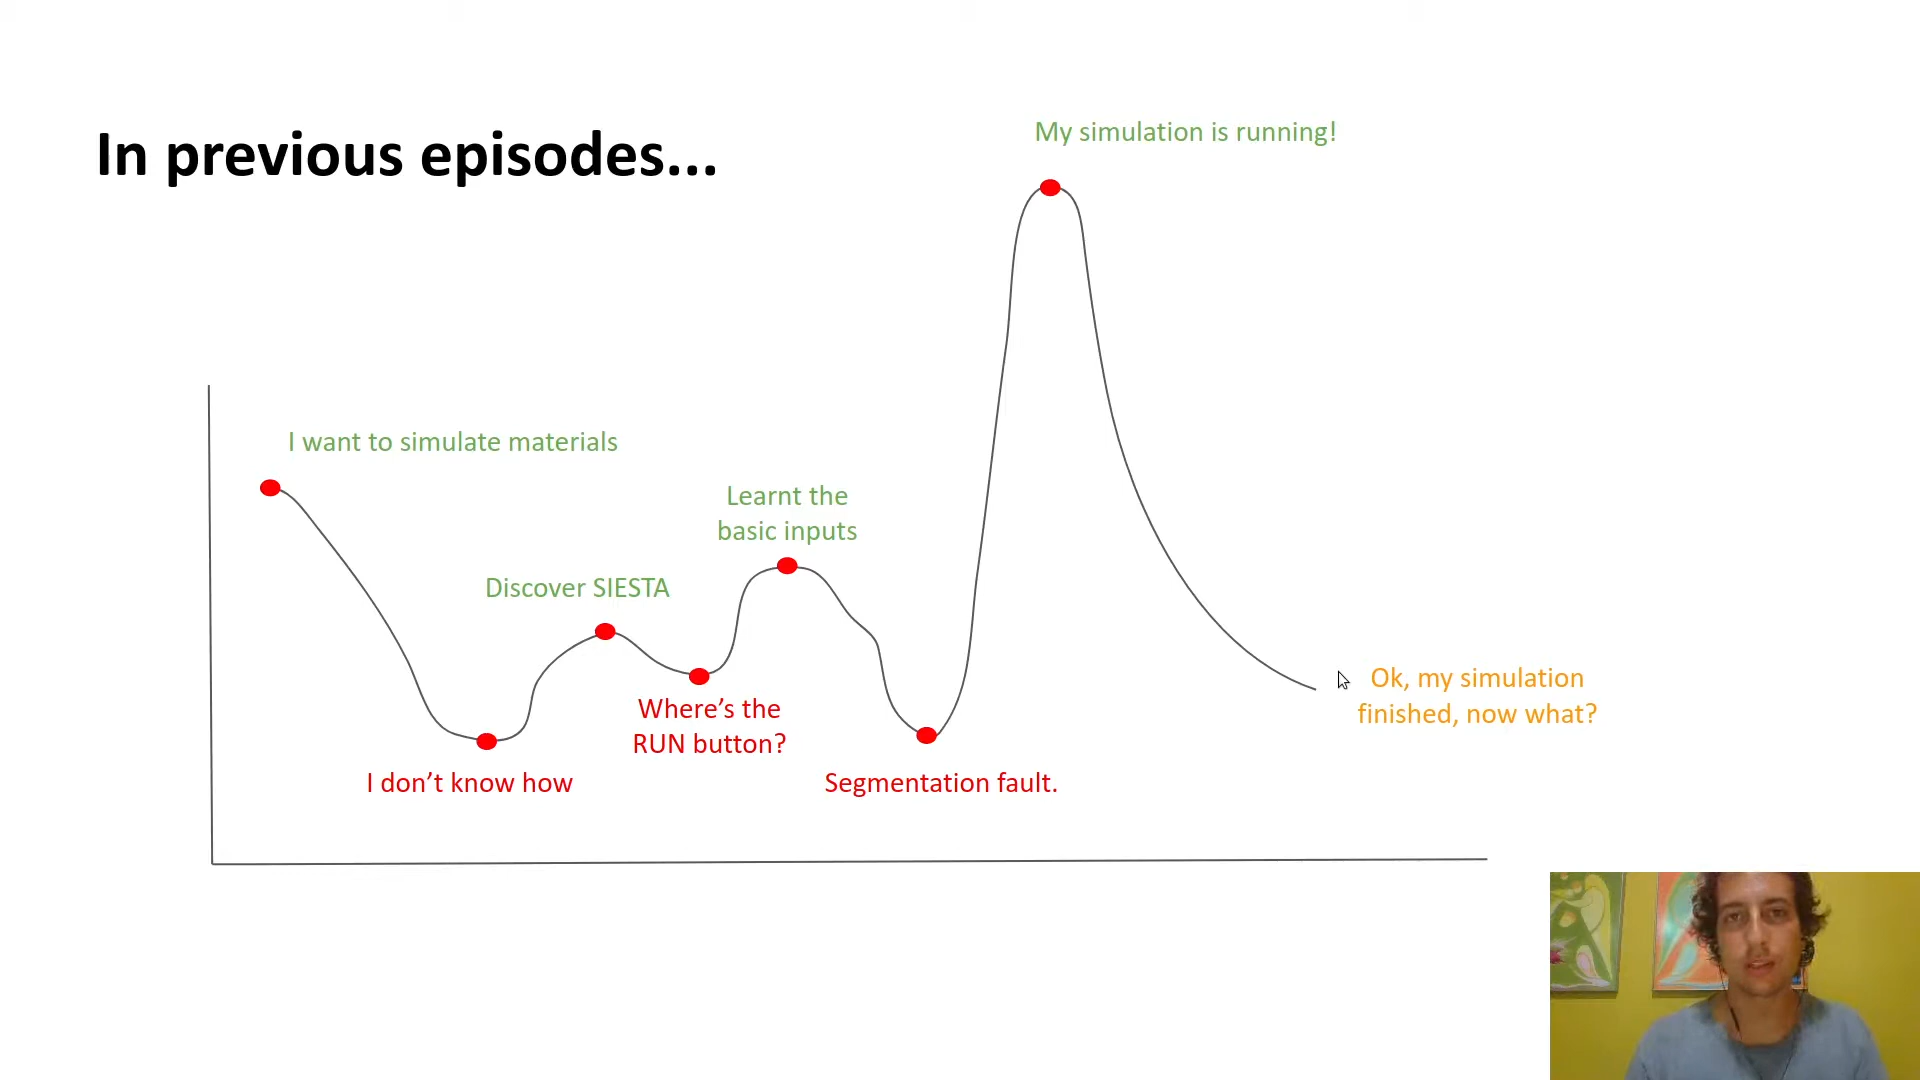 In previous episodes...
My simulation is running!
I want to simulate materials
Learnt the
basic inputs
Discover SIESTA
Where's the
RUN button?
I don't know how
Segmentation fault.
Ok, my simulation
finished, now what?